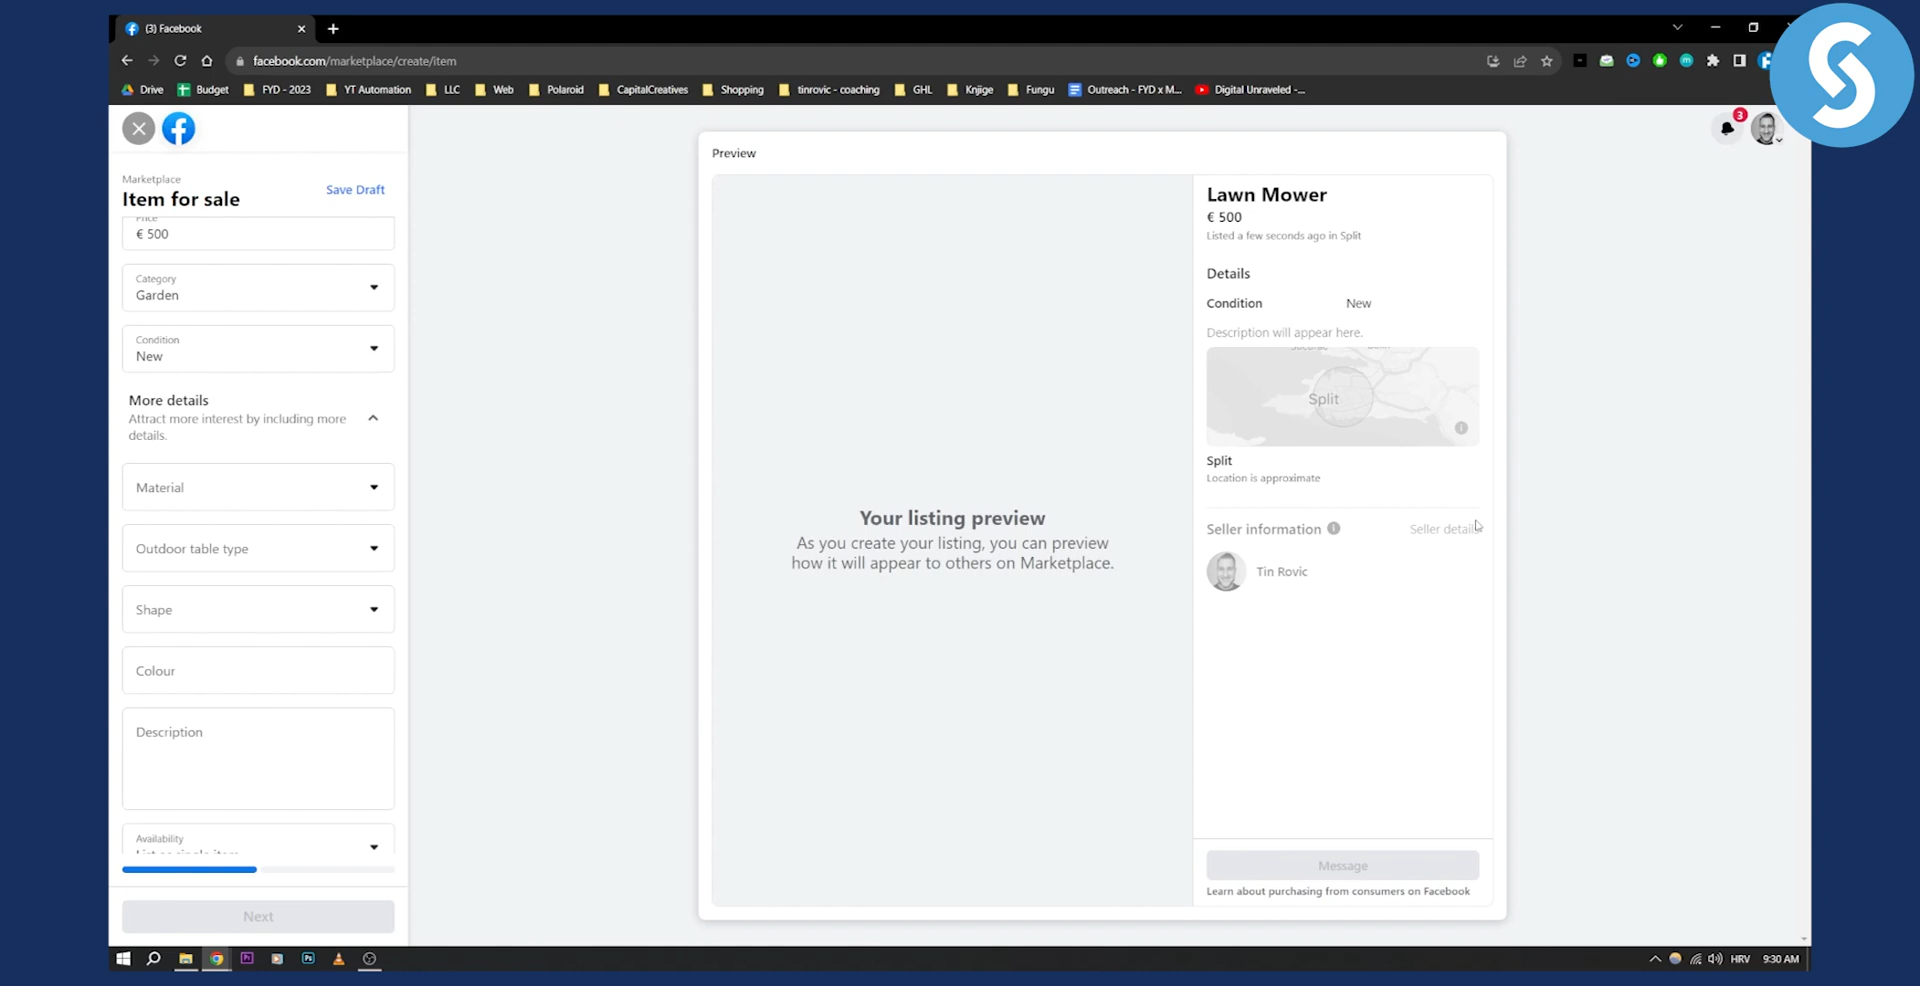 (3) Facebook
facebook.com/marketplace/create/item
Drive
Budget
FYD - 2023
YT Automation
LLC
Web
Polaroid
CapitalCreatives
Shopping
tinrovic - coaching
GHL
Knjige
Fungu
Outreach - FYD x M...
Digital Unraveled -...
3
Marketplace
Item for sale
Save Draft
Price
€ 500
Category
Garden
Condition
New
More details
Attract more interest by including more
details.
Material
Outdoor table type
Shape
Colour
Description
Availability
List as single item
Next
Preview
Your listing preview
As you create your listing, you can preview
how it will appear to others on Marketplace.
Lawn Mower
€ 500
Listed a few seconds ago in Split
Details
Condition New
Description will appear here.
Split
Split
Location is approximate
Seller information
Seller details
Tin Rovic
Message
Learn about purchasing from consumers on Facebook
HRV
9:30 AM